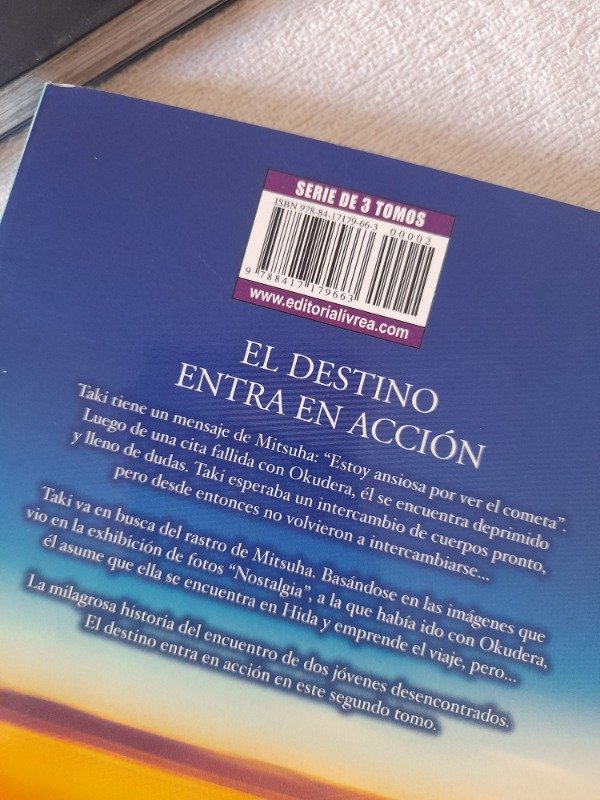 SERIE DE 3 TOMOS
ISBN 978-84-17179-66-3
00002
9 788417 179663
www.editorialivrea.com
EL DESTINO
ENTRA EN ACCIÓN
Taki tiene un mensaje de Mitsuha: “Estoy ansiosa por ver el cometa”.
Luego de una cita fallida con Okudera, él se encuentra deprimido
y lleno de dudas. Taki esperaba un intercambio de cuerpos pronto,
pero desde entonces no volvieron a intercambiarse...
Taki va en busca del rastro de Mitsuha. Basándose en las imágenes que
vio en la exhibición de fotos “Nostalgia”, a la que había ido con Okudera,
él asume que ella se encuentra en Hida y emprende el viaje, pero...
La milagrosa historia del encuentro de dos jóvenes desencontrados.
El destino entra en acción en este segundo tomo.